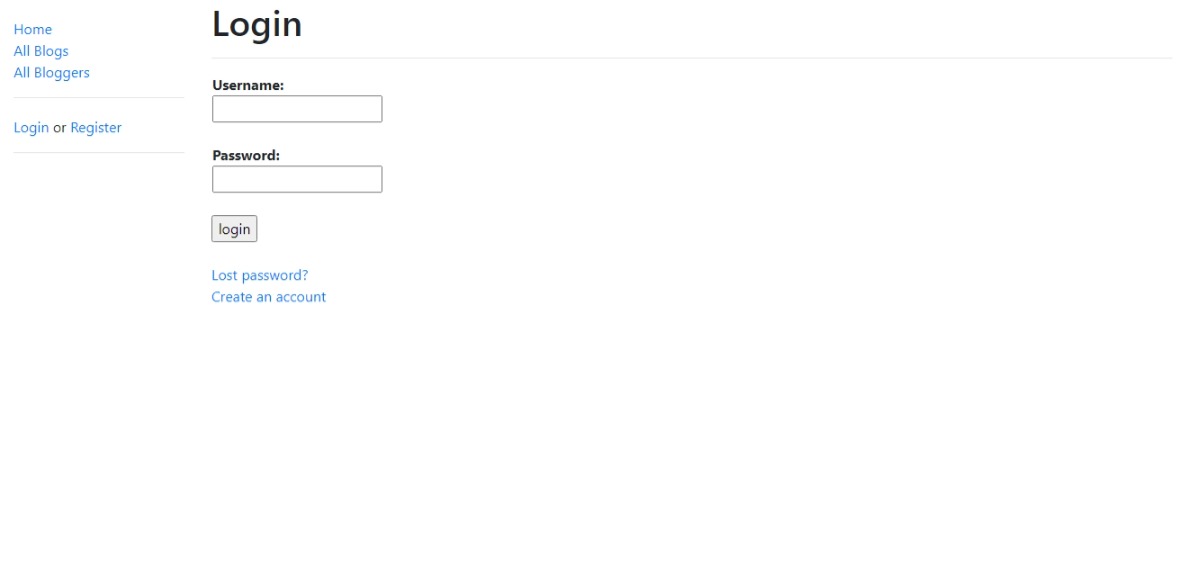 Home
All Blogs
All Bloggers
Login or Register
Login
Username:
Password:
login
Lost password?
Create an account